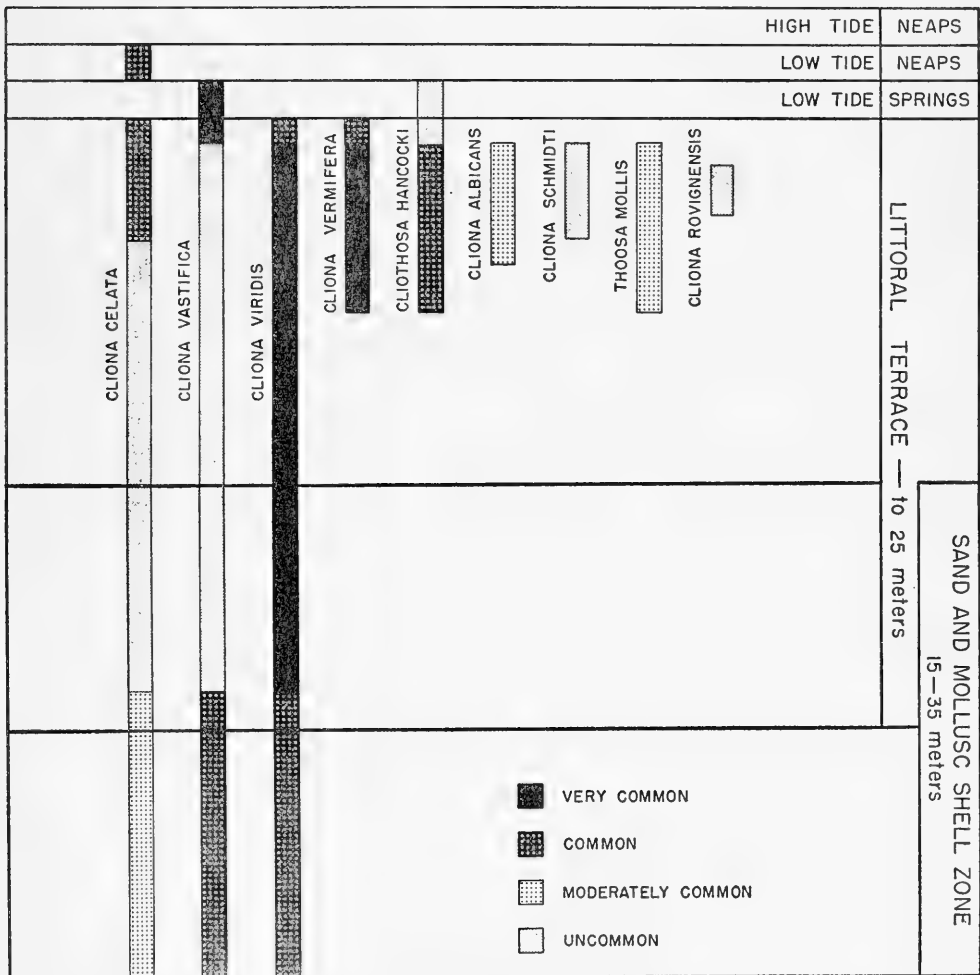 HIGH TIDE NEAPS
LOW TIDE NEAPS
LOW TIDE SPRINGS
CLIONA CELATA
CLIONA VASTIFICA
CLIONA VIRIDIS
CLIONA VERMIFERA
CLIOTHOSA HANCOCKI
CLIONA ALBICANS
CLIONA SCHMIDTI
THOOSA MOLLIS
CLIONA ROVIGNENSIS
LITTORAL TERRACE — to 25 meters
SAND AND MOLLUSC SHELL ZONE
15—35 meters
VERY COMMON
COMMON
MODERATELY COMMON
UNCOMMON